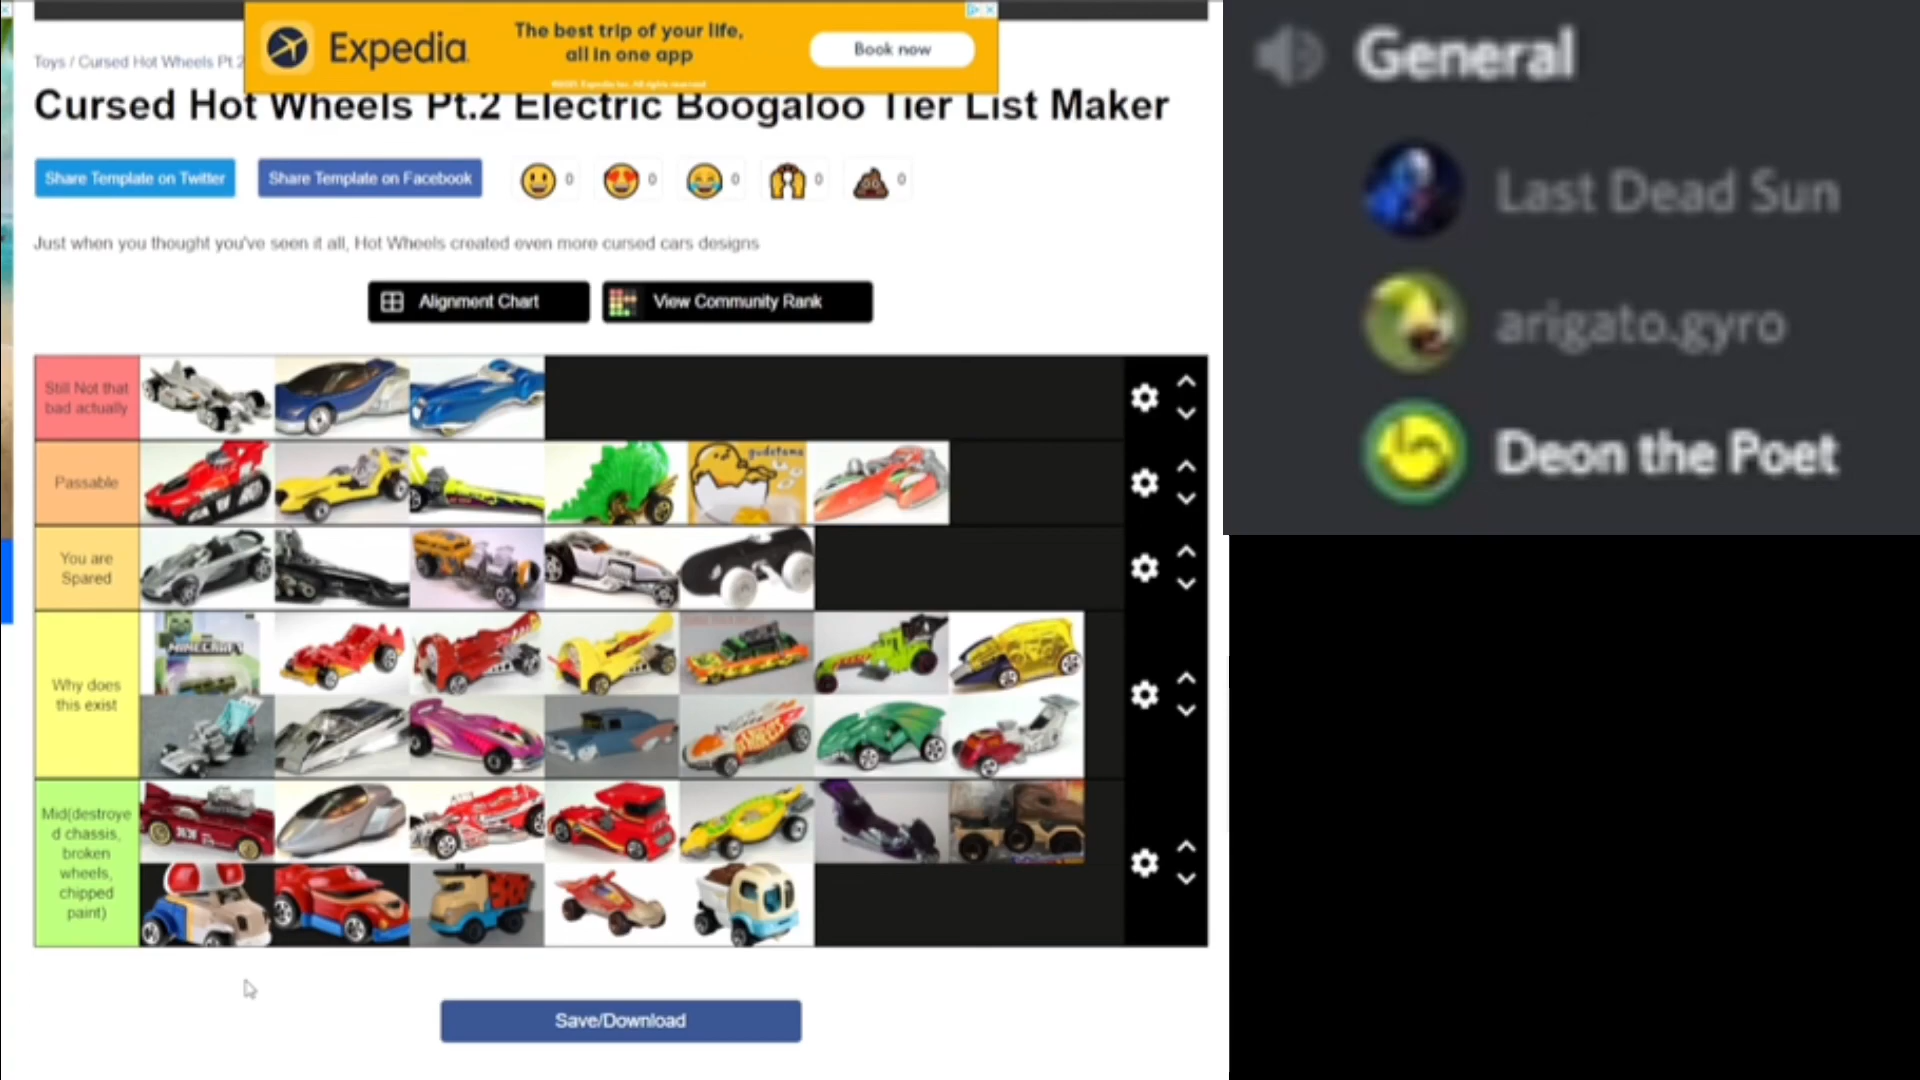 Toys / Cursed Hot Wheels Pt.2
Expedia
The best trip of your life,
all in one app
Book now
Cursed Hot Wheels Pt.2 Electric Boogaloo Tier List Maker
Share Template on Twitter
Share Template on Facebook
0
0
0
0
0
Just when you thought you've seen it all, Hot Wheels created even more cursed cars designs
Alignment Chart
View Community Rank
Still Not that
bad actually
Passable
gudetama
You are
Spared
Why does
this exist
MINECRAFT
Mid(destroye
d chassis,
broken
wheels,
chipped
paint)
Save/Download
General
Last Dead Sun
arigato.gyro
Deon the Poet